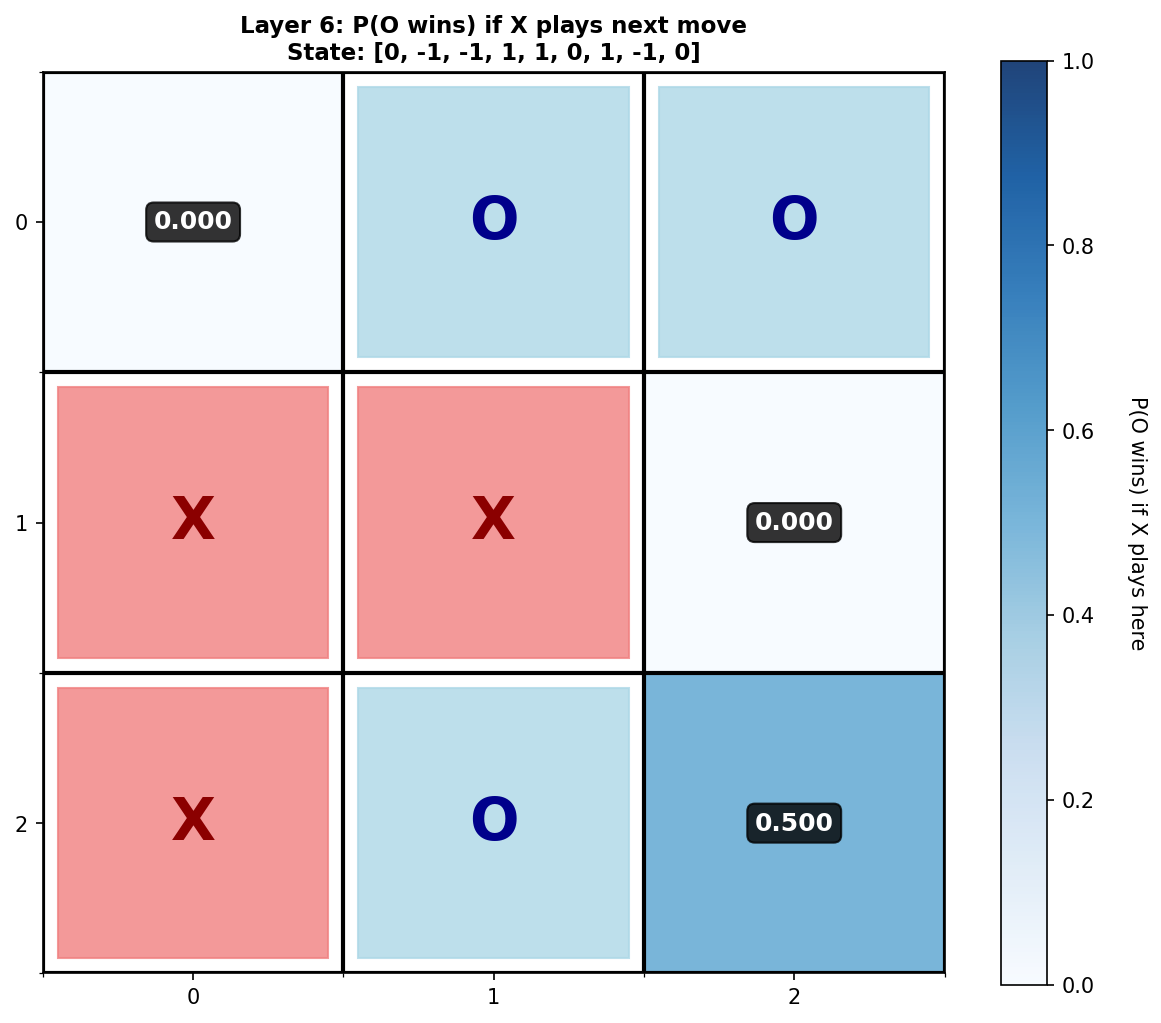 Layer 6: P(O wins) if X plays next move
State: [0, -1, -1, 1, 1, 0, 1, -1, 0]
0
0.000
O
O
1
X
X
0.000
2
X
O
0.500
0
1
2
1.0
0.8
0.6
0.4
0.2
0.0
P(O wins) if X plays here